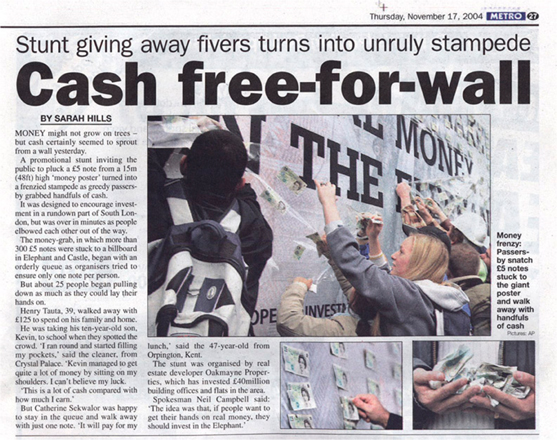 Thursday, November 17, 2004 METRO 27
Stunt giving away fivers turns into unruly stampede
Cash free-for-wall
BY SARAH HILLS
MONEY might not grow on trees –
but cash certainly seemed to sprout
from a wall yesterday.
A promotional stunt inviting the
public to pluck a £5 note from a 15m
(48ft) high ‘money poster’ turned into
a frenzied stampede as greedy passers-
by grabbed handfuls of cash.
It was designed to encourage invest-
ment in a rundown part of South Lon-
don, but was over in minutes as people
elbowed each other out of the way.
The money-grab, in which more than
300 £5 notes were stuck to a billboard
in Elephant and Castle, began with an
orderly queue as organisers tried to
ensure only one note per person.
But about 25 people began pulling
down as much as they could lay their
hands on.
Henry Tauta, 39, walked away with
£125 to spend on his family and home.
He was taking his ten-year-old son,
Kevin, to school when they spotted the
crowd. ‘I ran round and started filling
my pockets,’ said the cleaner, from
Crystal Palace. ‘Kevin managed to get
quite a lot of money by sitting on my
shoulders. I can’t believe my luck.
‘This is a lot of cash compared with
how much I earn.’
But Catherine Sekwalor was happy
to stay in the queue and walk away
with just one note. ‘It will pay for my
lunch,’ said the 47-year-old from
Orpington, Kent.
The stunt was organised by real
estate developer Oakmayne Proper-
ties, which has invested £40million
building offices and flats in the area.
Spokesman Neil Campbell said:
‘The idea was that, if people want to
get their hands on real money, they
should invest in the Elephant.’
MONEY
THE
INVEST
Money
frenzy:
Passers-
by snatch
£5 notes
stuck to
the giant
poster
and walk
away with
handfuls
of cash
Pictures: AP